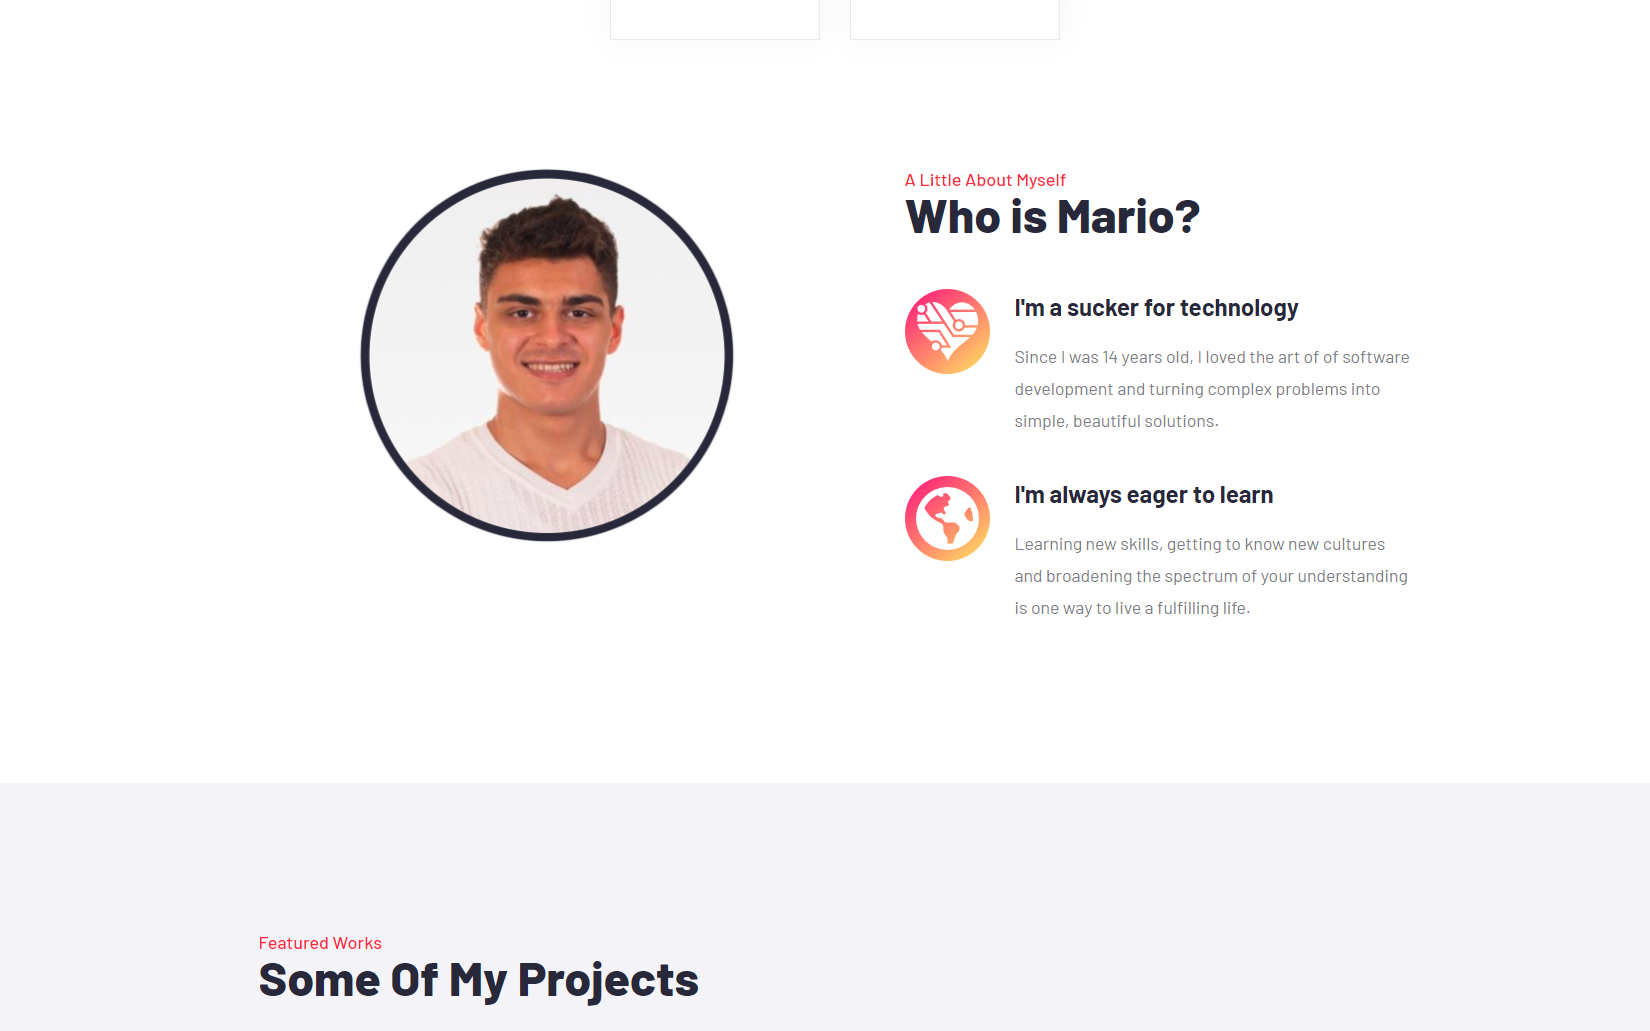 A Little About Myself
Who is Mario?
I'm a sucker for technology
Since I was 14 years old, I loved the art of of software
development and turning complex problems into
simple, beautiful solutions.
I'm always eager to learn
Learning new skills, getting to know new cultures
and broadening the spectrum of your understanding
is one way to live a fulfilling life.
Featured Works
Some Of My Projects